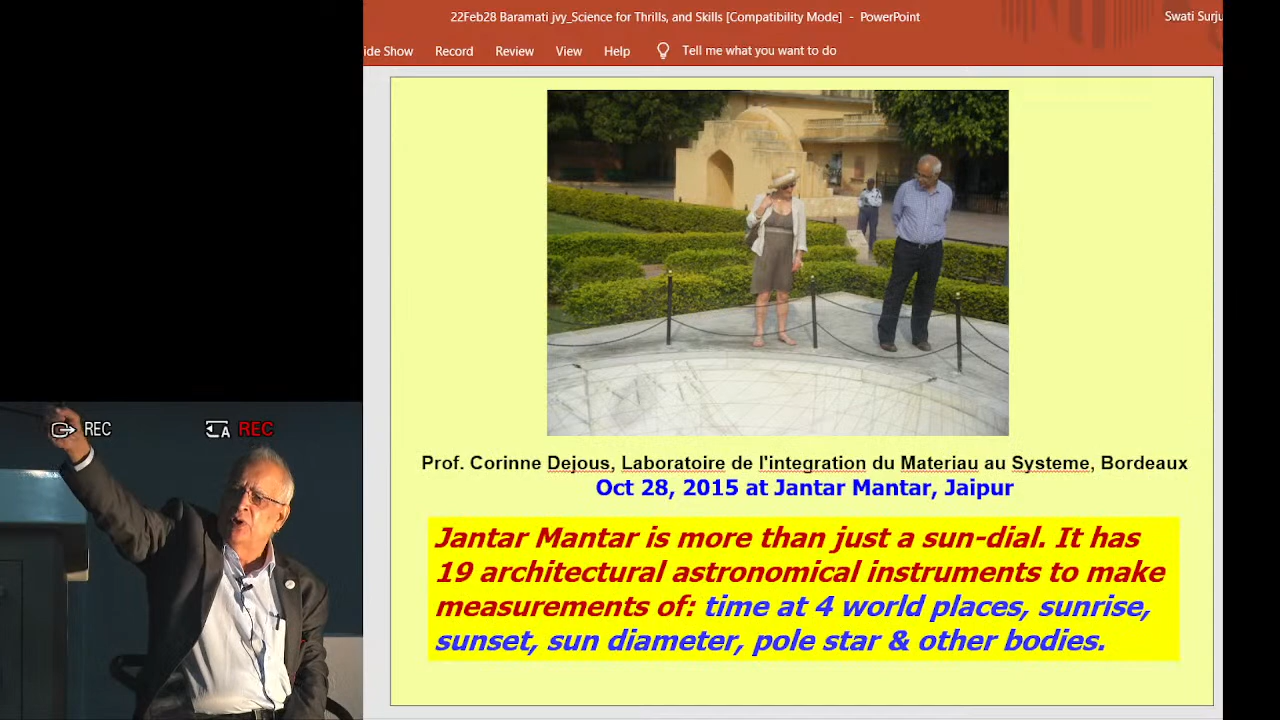 22Feb28 Baramati jvy_Science for Thrills, and Skills [Compatibility Mode] - PowerPoint
Swati Surju
ide Show Record Review View Help Tell me what you want to do
Prof. Corinne Dejous, Laboratoire de l'integration du Materiau au Systeme, Bordeaux
Oct 28, 2015 at Jantar Mantar, Jaipur
Jantar Mantar is more than just a sun-dial. It has
19 architectural astronomical instruments to make
measurements of: time at 4 world places, sunrise,
sunset, sun diameter, pole star & other bodies.
REC
A REC